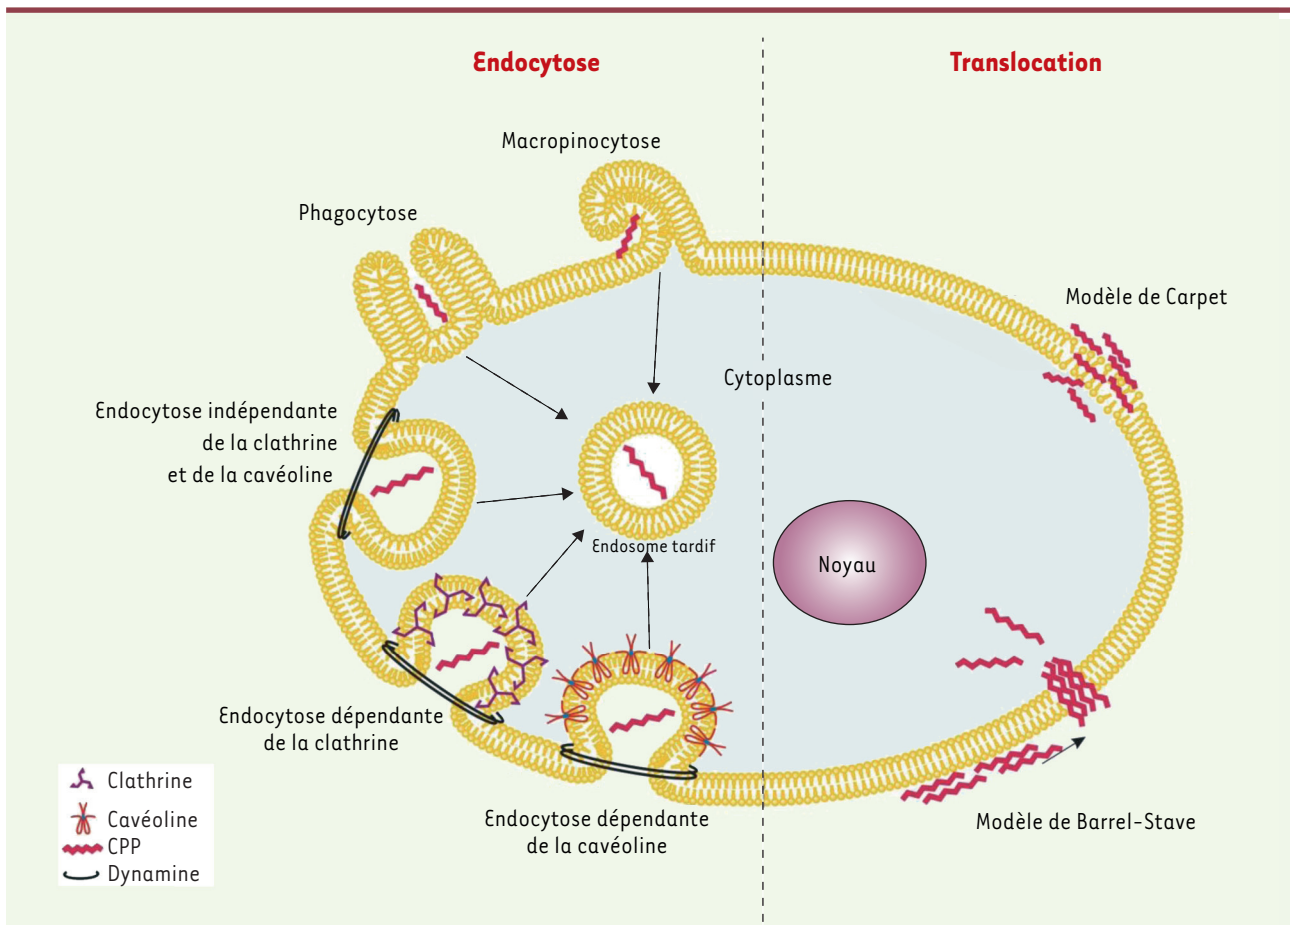 Endocytose
Translocation
Macropinocytose
Phagocytose
Modèle de Carpet
Cytoplasme
Endocytose indépendante
de la clathrine
et de la cavéoline
Endosome tardif
Noyau
Endocytose dépendante
de la clathrine
Endocytose dépendante
de la cavéoline
Modèle de Barrel-Stave
Clathrine
Cavéoline
CPP
Dynamine